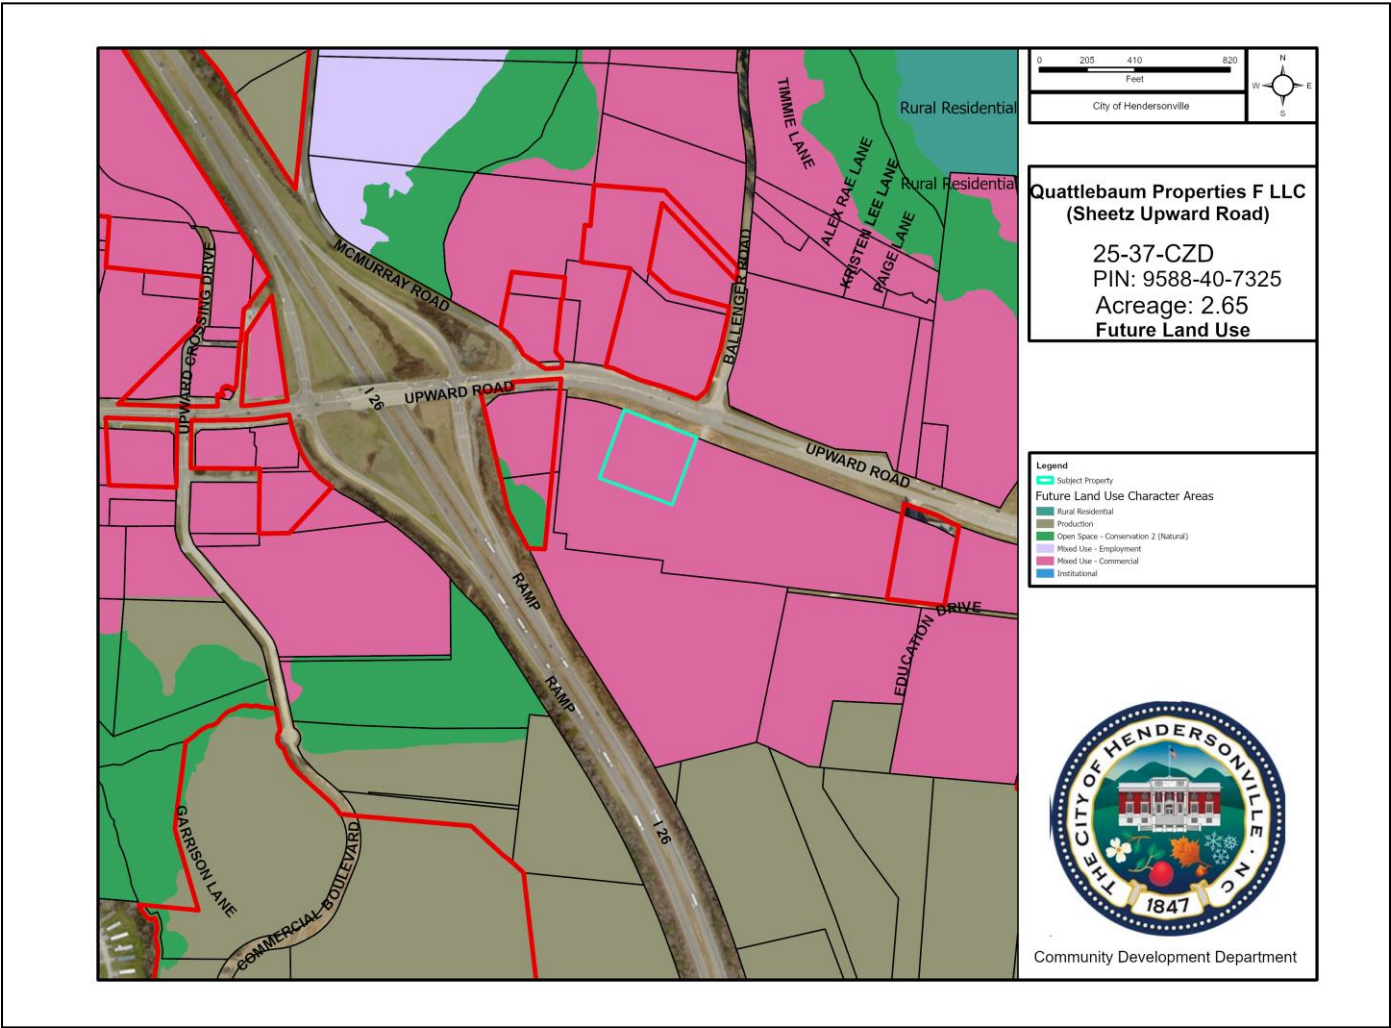 0 205 410 820
Feet
City of Hendersonville
N
W E
S
Quattlebaum Properties F LLC
(Sheetz Upward Road)
25-37-CZD
PIN: 9588-40-7325
Acreage: 2.65
Future Land Use
Legend
Subject Property
Future Land Use Character Areas
Rural Residential
Production
Open Space - Conservation 2 (Natural)
Mixed Use - Employment
Mixed Use - Commercial
Institutional
THE CITY OF HENDERSONVILLE · NC
1847
Community Development Department
Rural Residential
Rural Residential
TIMMIE LANE
ALEX RAE LANE
KRISTEN LEE LANE
PAIGE LANE
BALLENGER ROAD
MCMURRAY ROAD
UPWARD CROSSING DRIVE
I 26
UPWARD ROAD
UPWARD ROAD
RAMP
RAMP
EDUCATION DRIVE
I 26
GARRISON LANE
COMMERCIAL BOULEVARD